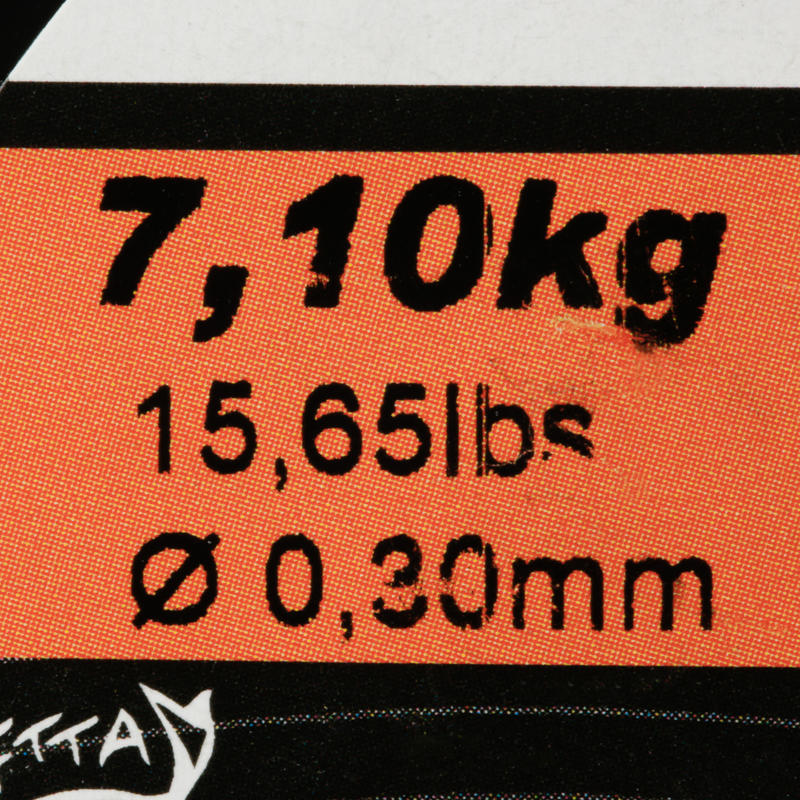 7,10kg
15,65lbs
Ø 0,30mm